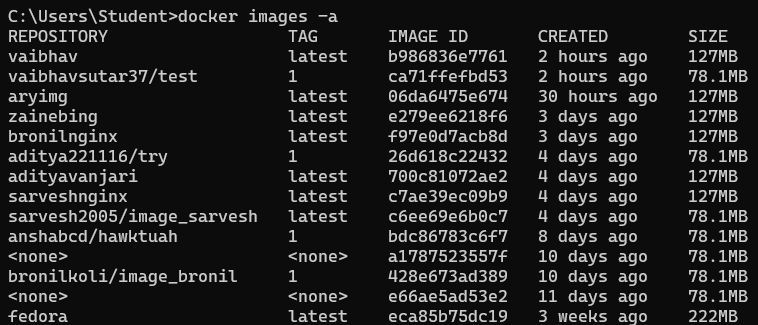 C:\Users\Student>docker images -a
REPOSITORY TAG IMAGE ID CREATED SIZE
vaibhav latest b986836e7761 2 hours ago 127MB
vaibhavsutar37/test 1 ca71ffefbd53 2 hours ago 78.1MB
aryimg latest 06da6475e674 30 hours ago 127MB
zainebing latest e279ee6218f6 3 days ago 127MB
bronilnginx latest f97e0d7acb8d 3 days ago 127MB
aditya221116/try 1 26d618c22432 4 days ago 78.1MB
adityavanjari latest 700c81072ae2 4 days ago 127MB
sarveshnginx latest c7ae39ec09b9 4 days ago 127MB
sarvesh2005/image_sarvesh latest c6ee69e6b0c7 4 days ago 78.1MB
anshabcd/hawktuah 1 bdc86783c6f7 8 days ago 78.1MB
<none> <none> a1787523557f 10 days ago 78.1MB
bronilkoli/image_bronil 1 428e673ad389 10 days ago 78.1MB
<none> <none> e66ae5ad53e2 11 days ago 78.1MB
fedora latest eca85b75dc19 3 weeks ago 222MB